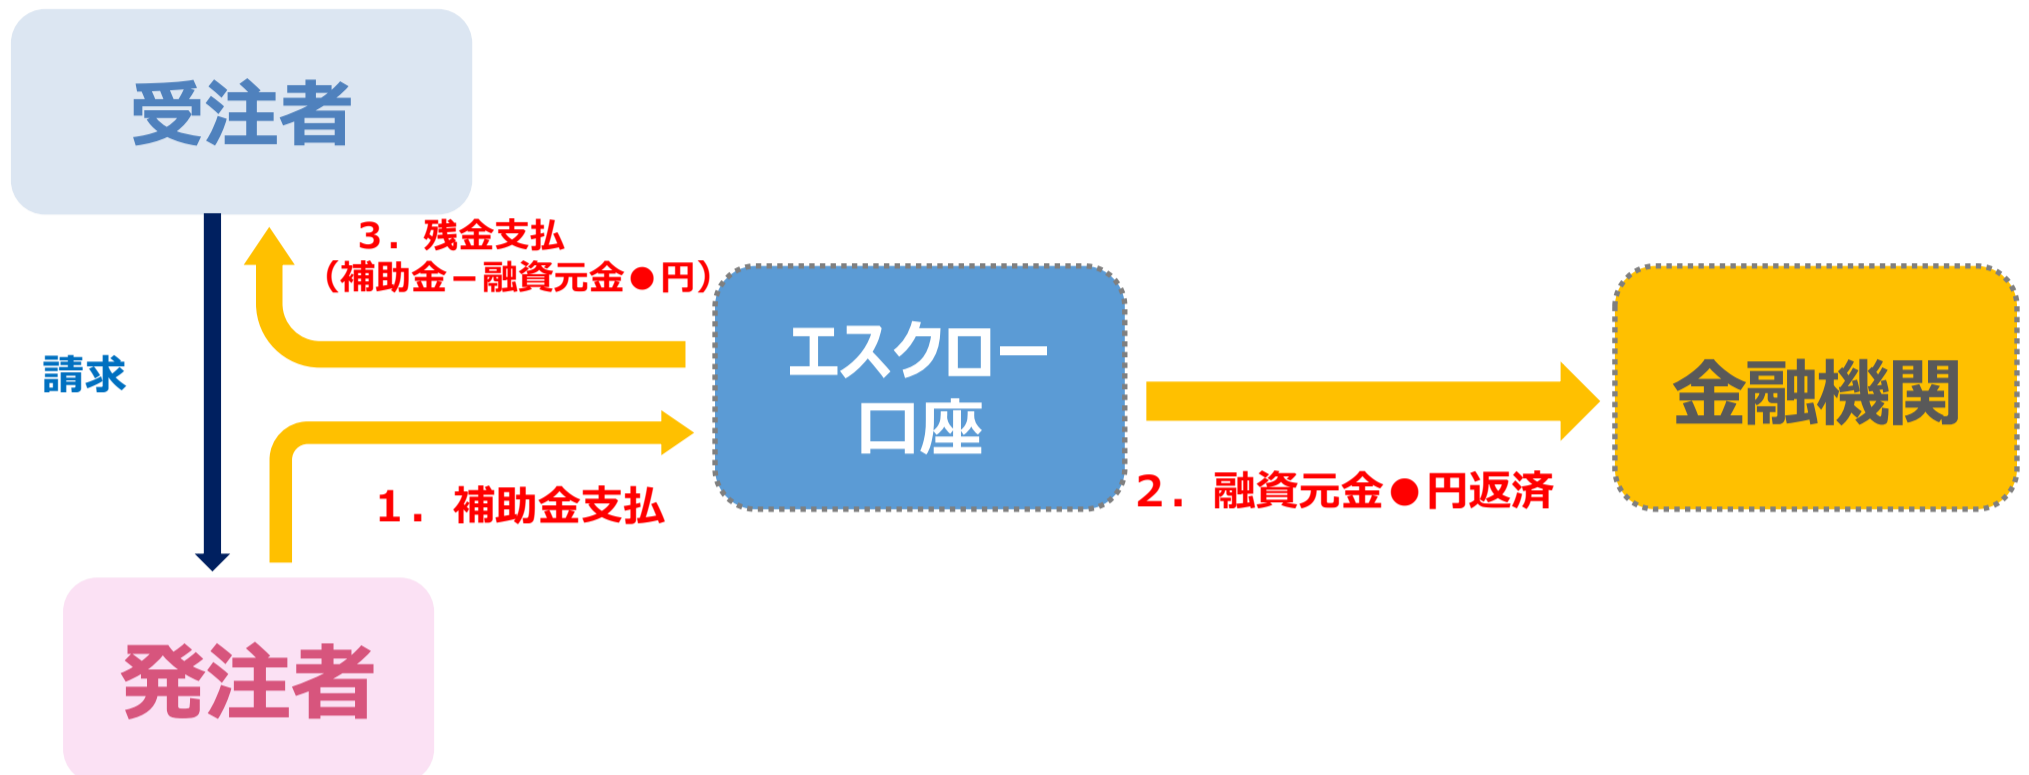 受注者
３．残金支払
（補助金－融資元金●円）
エスクロー
口座
金融機関
請求
１．補助金支払
２．融資元金●円返済
発注者